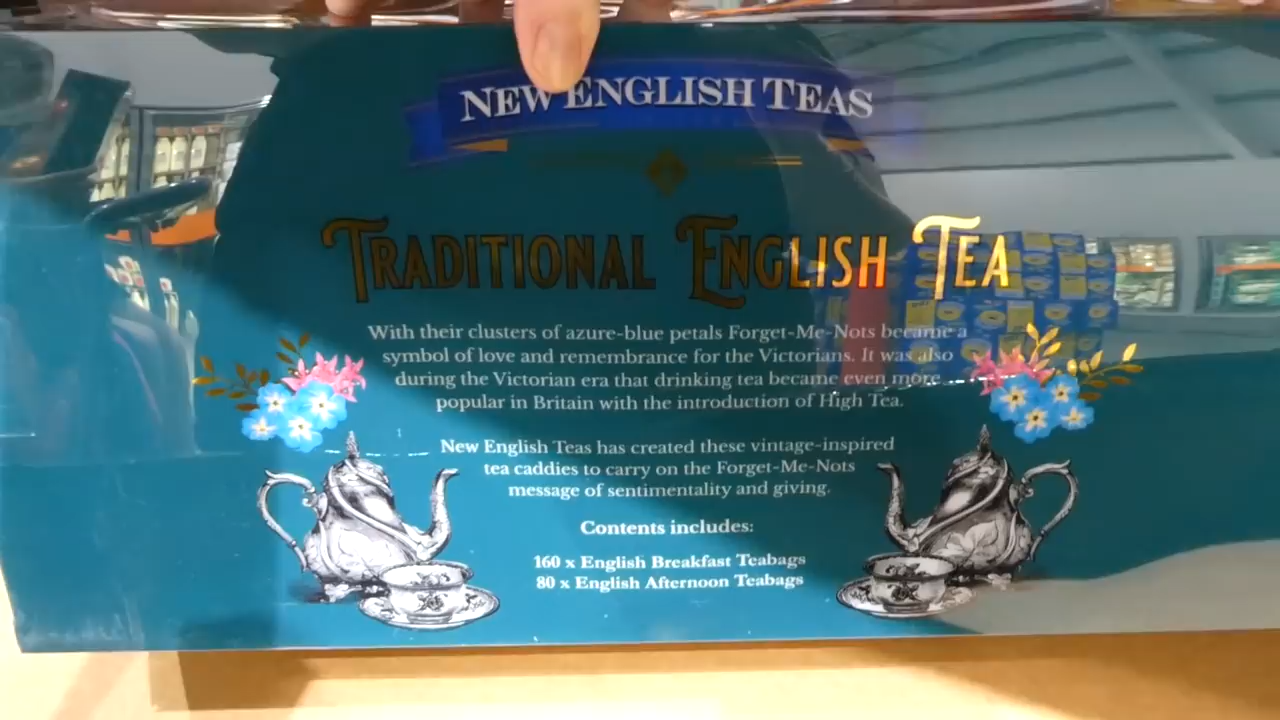 NEW ENGLISH TEAS
TRADITIONAL ENGLISH TEA
With their clusters of azure-blue petals Forget-Me-Nots became a
symbol of love and remembrance for the Victorians. It was also
during the Victorian era that drinking tea became even more
popular in Britain with the introduction of High Tea.
New English Teas has created these vintage-inspired
tea caddies to carry on the Forget-Me-Nots
message of sentimentality and giving.
Contents includes:
160 x English Breakfast Teabags
80 x English Afternoon Teabags